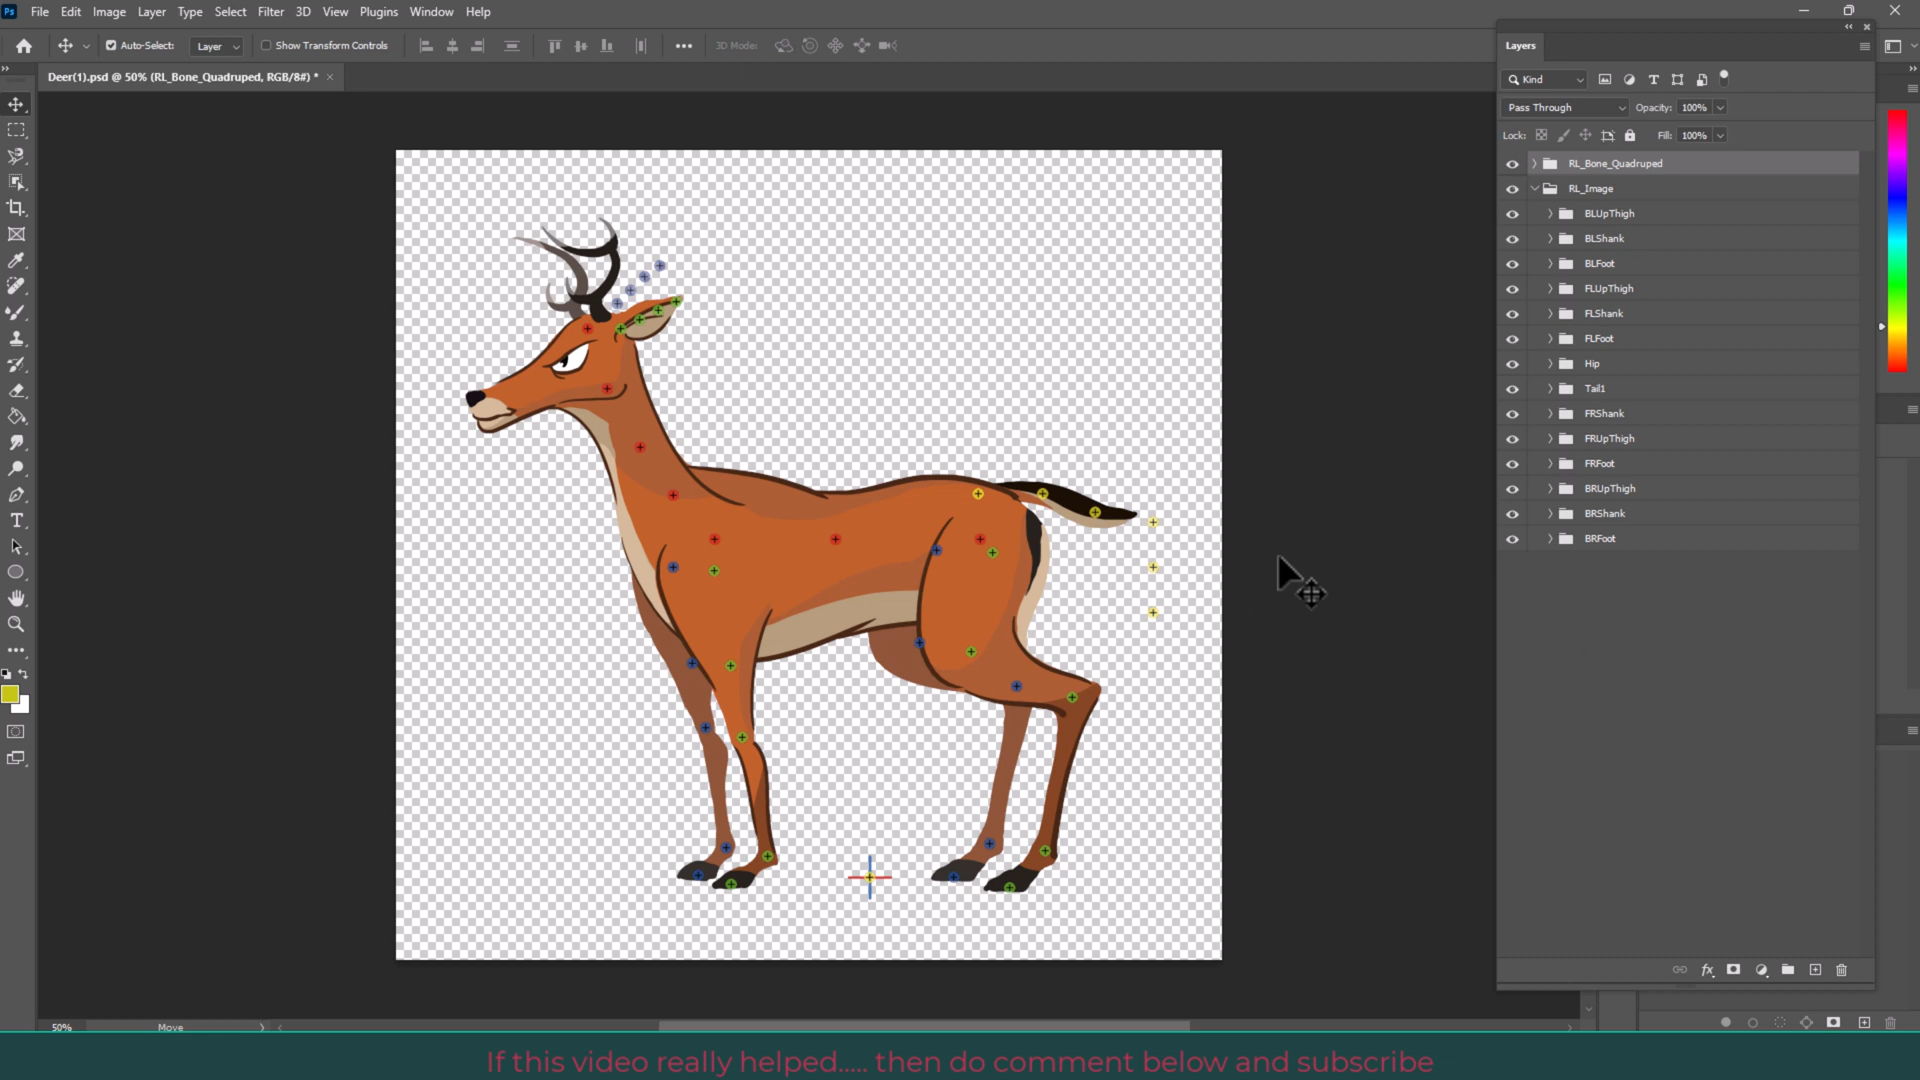 Ps File Edit Image Layer Type Select Filter 3D View Plugins Window Help
Auto-Select: Layer Show Transform Controls 3D Mode:
Deer(1).psd @ 50% (RL_Bone_Quadruped, RGB/8#) *
Layers
Kind
Pass Through Opacity: 100%
Lock: Fill: 100%
RL_Bone_Quadruped
RL_Image
BLUpThigh
BLShank
BLFoot
FLUpThigh
FLShank
FLFoot
Hip
Tail1
FRShank
FRUpThigh
FRFoot
BRUpThigh
BRShank
BRFoot
fx
50% Move
If this video really helped..... then do comment below and subscribe